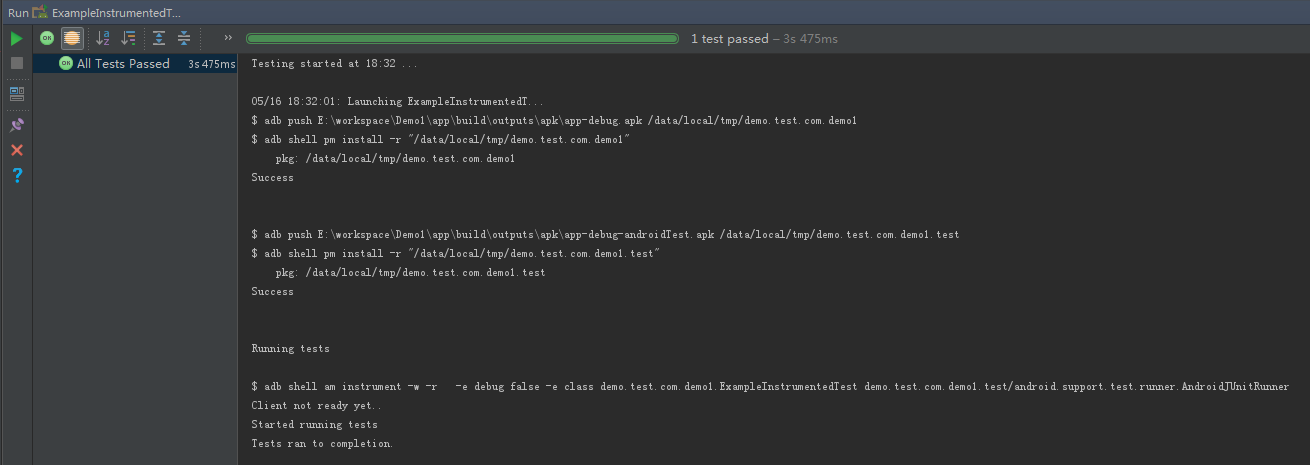 Run ExampleInstrumentedT...
OK
» 1 test passed – 3s 475ms
OK All Tests Passed 3s 475ms
Testing started at 18:32 ...
05/16 18:32:01: Launching ExampleInstrumentedT...
$ adb push E:\workspace\Demo1\app\build\outputs\apk\app-debug.apk /data/local/tmp/demo.test.com.demo1
$ adb shell pm install -r "/data/local/tmp/demo.test.com.demo1"
pkg: /data/local/tmp/demo.test.com.demo1
Success
$ adb push E:\workspace\Demo1\app\build\outputs\apk\app-debug-androidTest.apk /data/local/tmp/demo.test.com.demo1.test
$ adb shell pm install -r "/data/local/tmp/demo.test.com.demo1.test"
pkg: /data/local/tmp/demo.test.com.demo1.test
Success
Running tests
$ adb shell am instrument -w -r   -e debug false -e class demo.test.com.demo1.ExampleInstrumentedTest demo.test.com.demo1.test/android.support.test.runner.AndroidJUnitRunner
Client not ready yet..
Started running tests
Tests ran to completion.